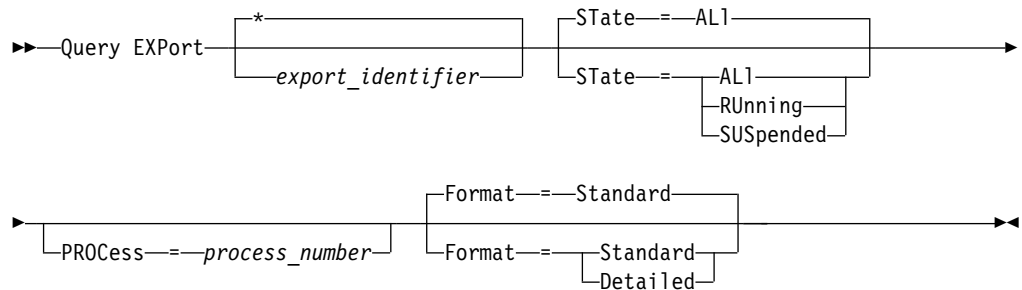 * STate = ALl
Query EXPort
export_identifier STate = ALl
RUnning
SUSpended
Format = Standard
PROCess = process_number Format = Standard
Detailed